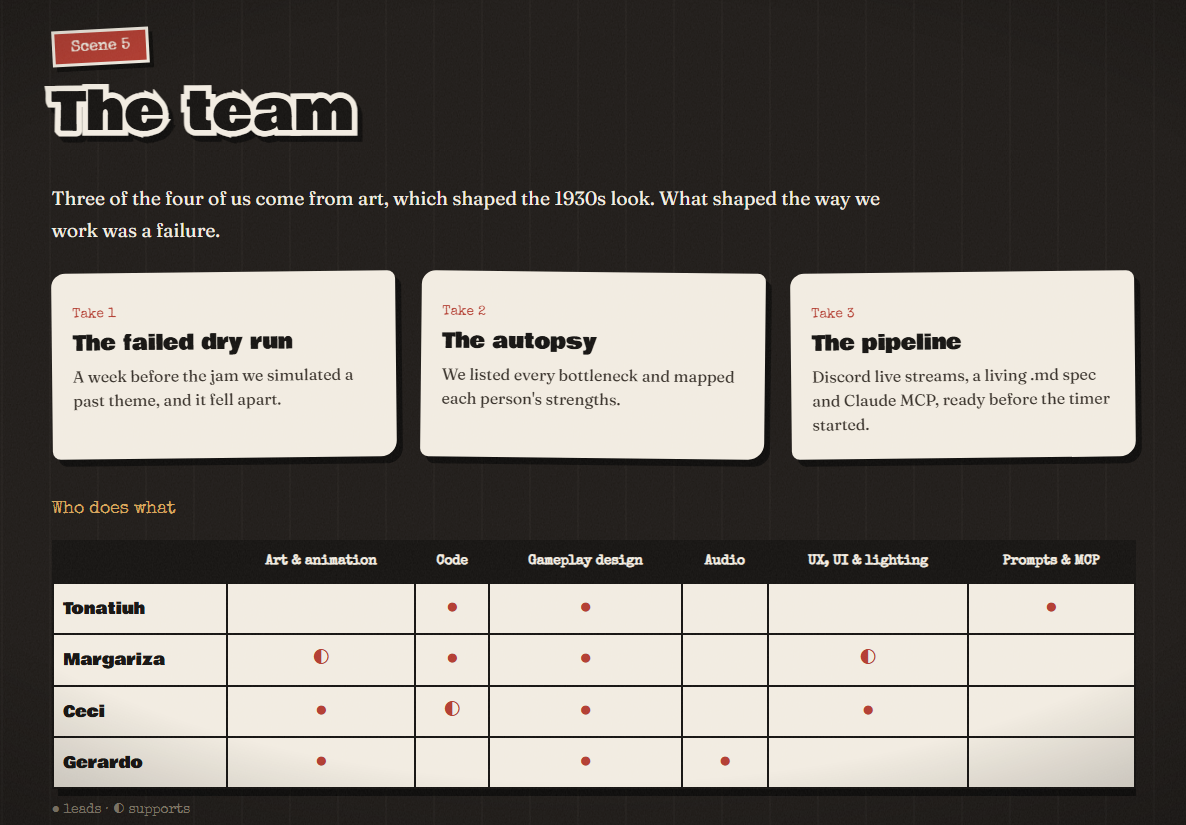 Scene 5
The team
Three of the four of us come from art, which shaped the 1930s look. What shaped the way we
work was a failure.
Take 1
The failed dry run
A week before the jam we simulated a
past theme, and it fell apart.
Take 2
The autopsy
We listed every bottleneck and mapped
each person's strengths.
Take 3
The pipeline
Discord live streams, a living .md spec
and Claude MCP, ready before the timer
started.
Who does what
Art & animation Code Gameplay design Audio UX, UI & lighting Prompts & MCP
Tonatiuh ● ● ●
Margariza ◐ ● ● ◐
Ceci ● ◐ ● ●
Gerardo ● ● ●
● leads · ◐ supports